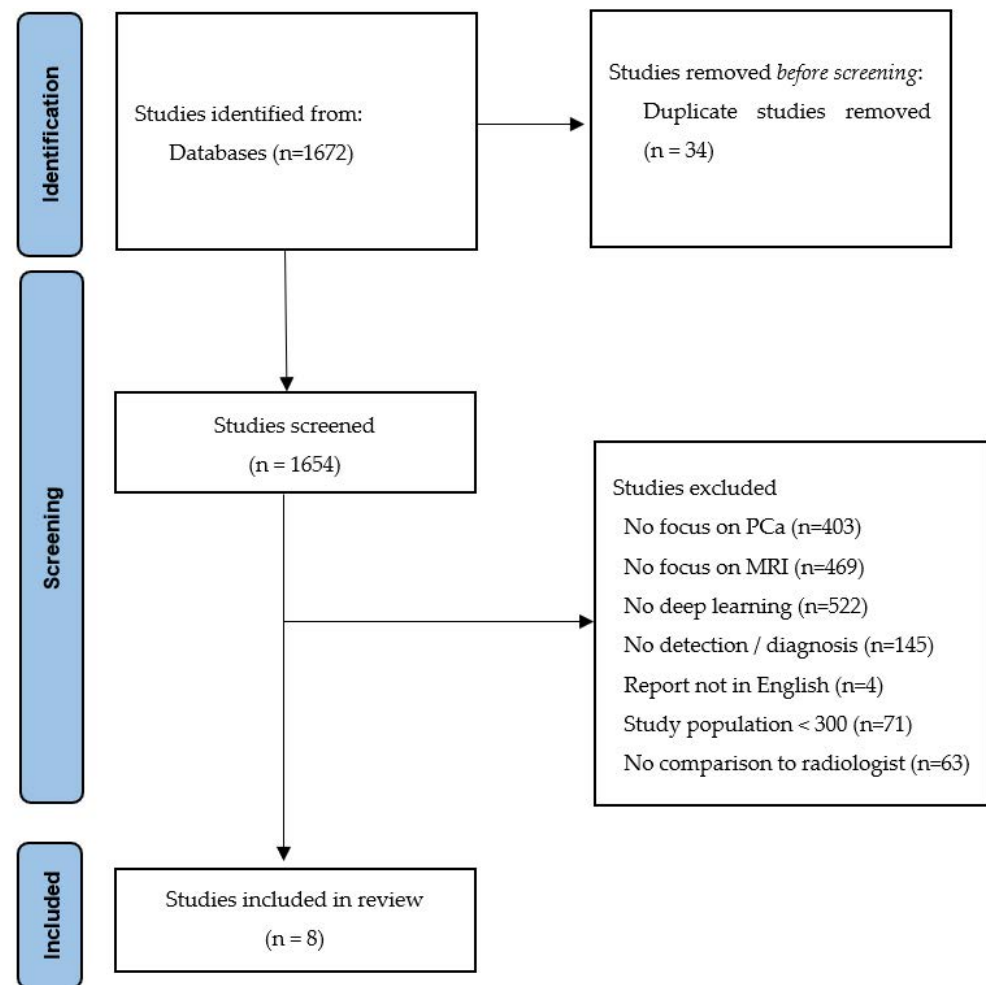 Identification
Studies identified from:
Databases (n=1672)
Studies removed before screening:
Duplicate studies removed
(n = 34)
Screening
Studies screened
(n = 1654)
Studies excluded
No focus on PCa (n=403)
No focus on MRI (n=469)
No deep learning (n=522)
No detection / diagnosis (n=145)
Report not in English (n=4)
Study population < 300 (n=71)
No comparison to radiologist (n=63)
Included
Studies included in review
(n = 8)